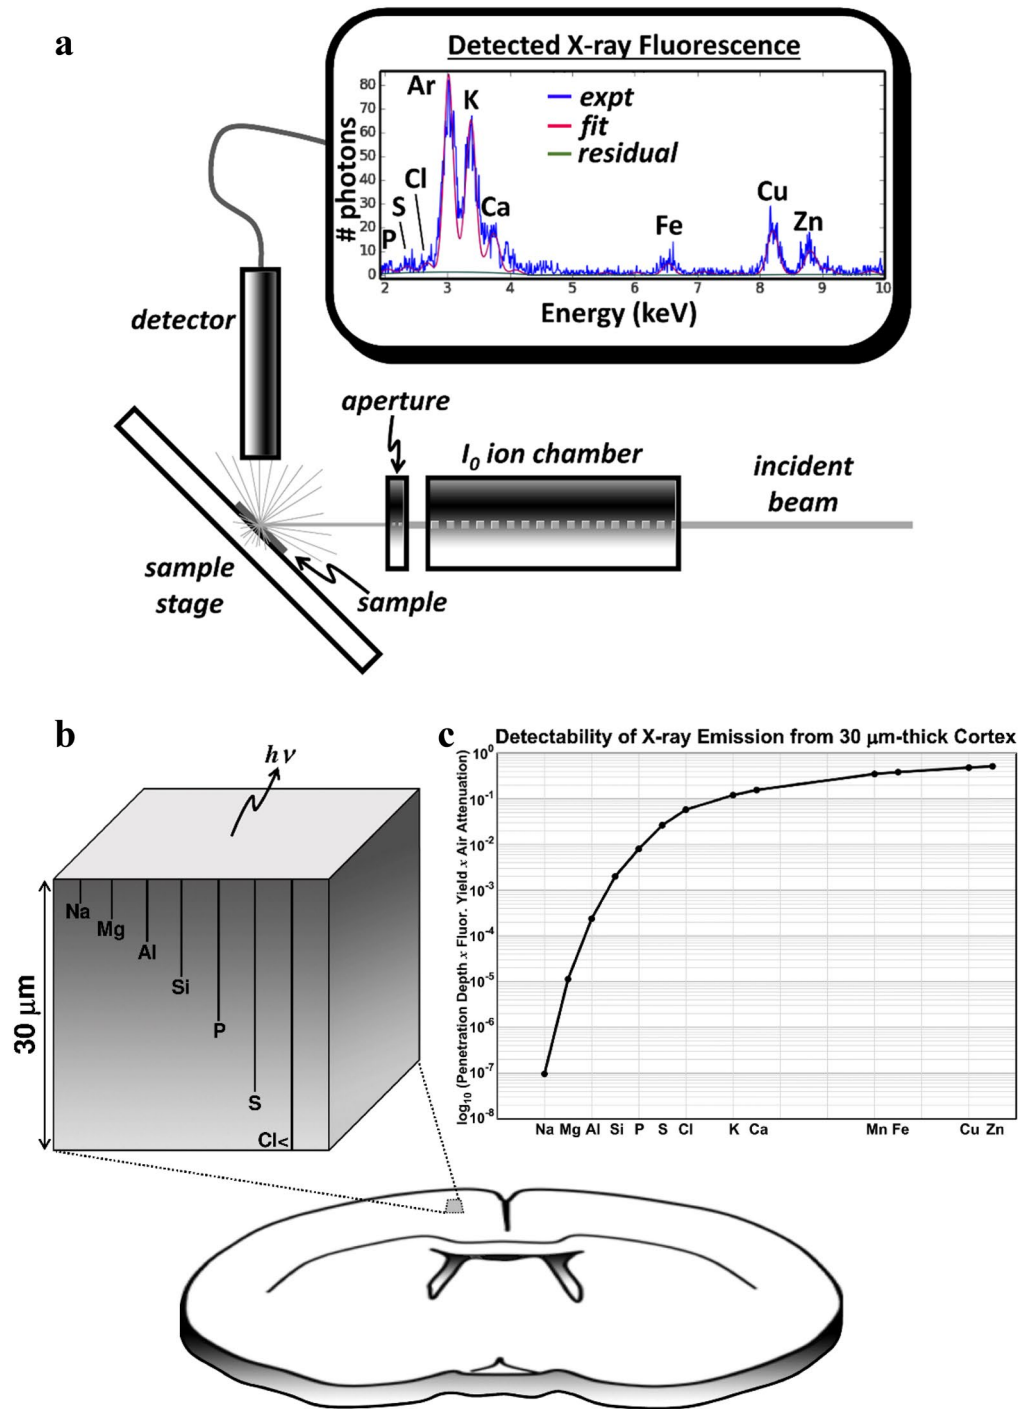 a
Detected X-ray Fluorescence
# photons
80
70
60
50
40
30
20
10
0
P
S
Cl
Ar
K
Ca
Fe
Cu
Zn
expt
fit
residual
2
3
4
5
6
7
8
9
10
Energy (keV)
detector
aperture
I0 ion chamber
incident
beam
sample
stage
sample
b
hν
30 μm
Na
Mg
Al
Si
P
S
Cl<
c
Detectability of X-ray Emission from 30 μm-thick Cortex
log10 (Penetration Depth x Fluor. Yield x Air Attenuation)
10^0
10^-1
10^-2
10^-3
10^-4
10^-5
10^-6
10^-7
10^-8
Na Mg Al Si P S Cl K Ca Mn Fe Cu Zn